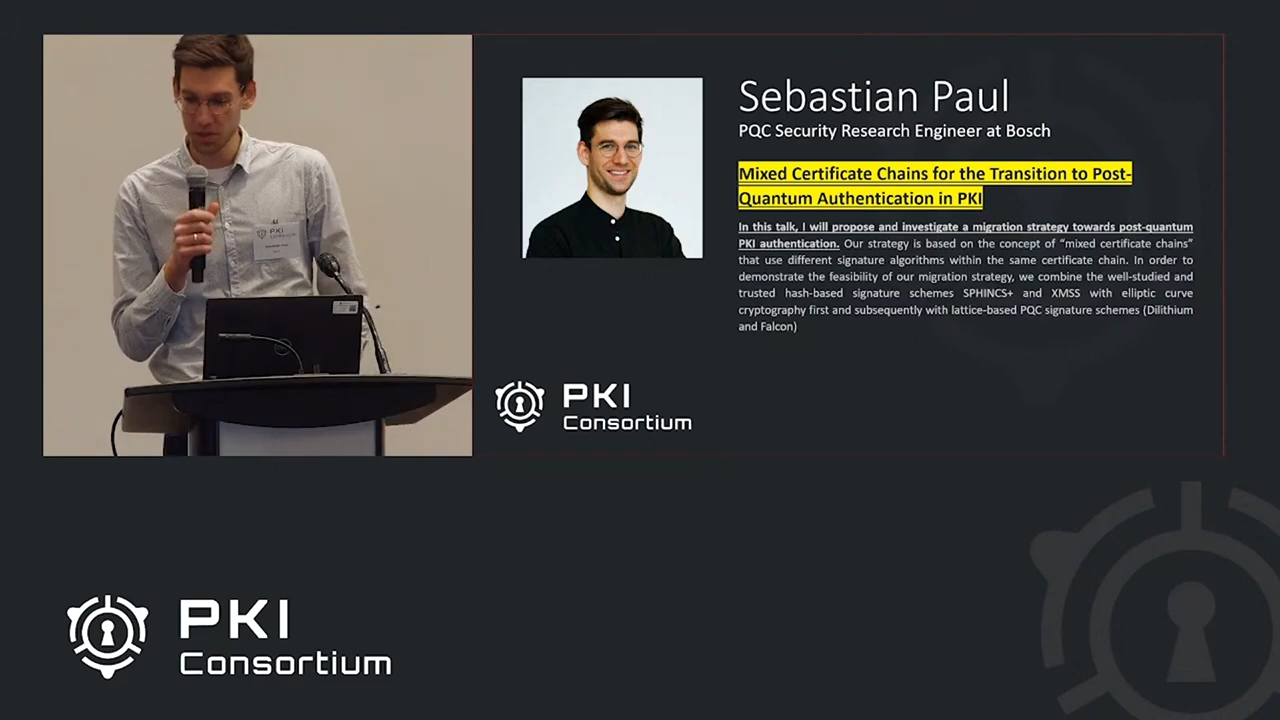 Sebastian Paul
PQC Security Research Engineer at Bosch
Mixed Certificate Chains for the Transition to Post-
Quantum Authentication in PKI
In this talk, I will propose and investigate a migration strategy towards post-quantum
PKI authentication. Our strategy is based on the concept of “mixed certificate chains”
that use different signature algorithms within the same certificate chain. In order to
demonstrate the feasibility of our migration strategy, we combine the well-studied and
trusted hash-based signature schemes SPHINCS+ and XMSS with elliptic curve
cryptography first and subsequently with lattice-based PQC signature schemes (Dilithium
and Falcon)
PKI
Consortium
PKI
PKI
Consortium